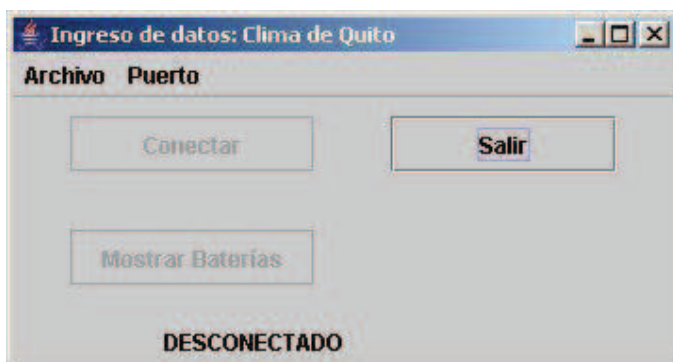 Ingreso de datos: Clima de Quito
Archivo Puerto
Conectar Salir
Mostrar Baterías
DESCONECTADO